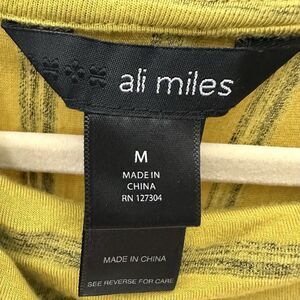 ali miles
M
MADE IN
CHINA
RN 127304
MADE IN CHINA
SEE REVERSE FOR CARE